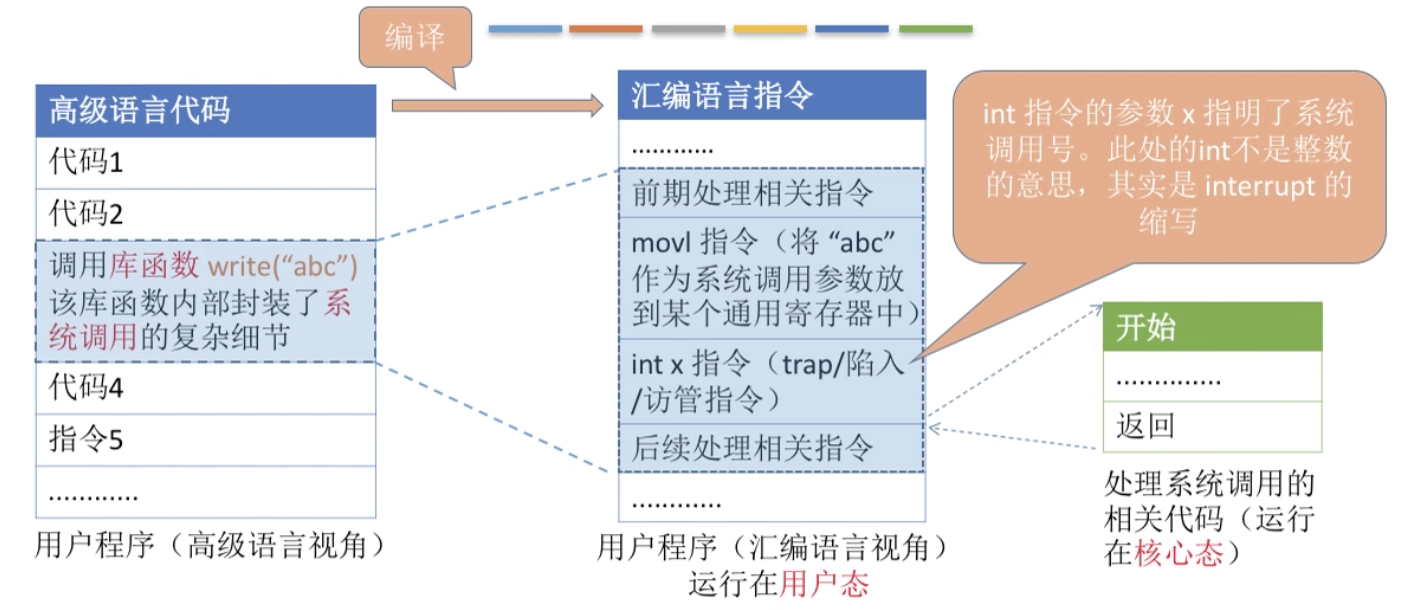 编译
高级语言代码
代码1
代码2
调用库函数 write(“abc”)
该库函数内部封装了系
统调用的复杂细节
代码4
指令5
............
用户程序（高级语言视角）
汇编语言指令
............
前期处理相关指令
movl 指令（将 “abc”
作为系统调用参数放
到某个通用寄存器中）
int x 指令（trap/陷入
/访管指令）
后续处理相关指令
............
用户程序（汇编语言视角）
运行在用户态
int 指令的参数 x 指明了系统
调用号。此处的int不是整数
的意思，其实是 interrupt 的
缩写
开始
..............
返回
处理系统调用的
相关代码（运行
在核心态）